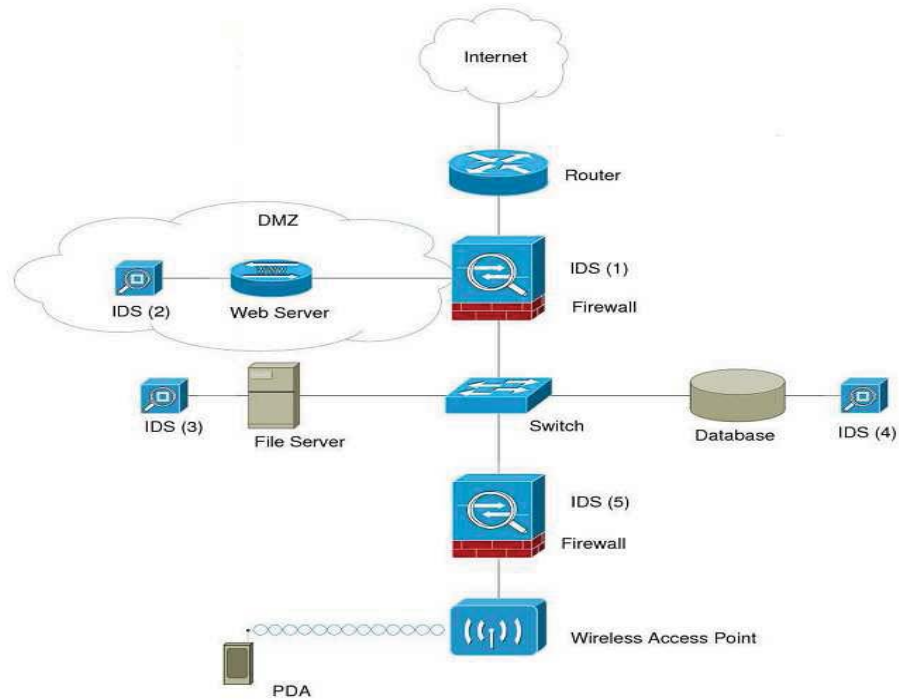 Internet
Router
DMZ
IDS (1)
Firewall
IDS (2)
Web Server
IDS (3)
File Server
Switch
Database
IDS (4)
IDS (5)
Firewall
Wireless Access Point
PDA